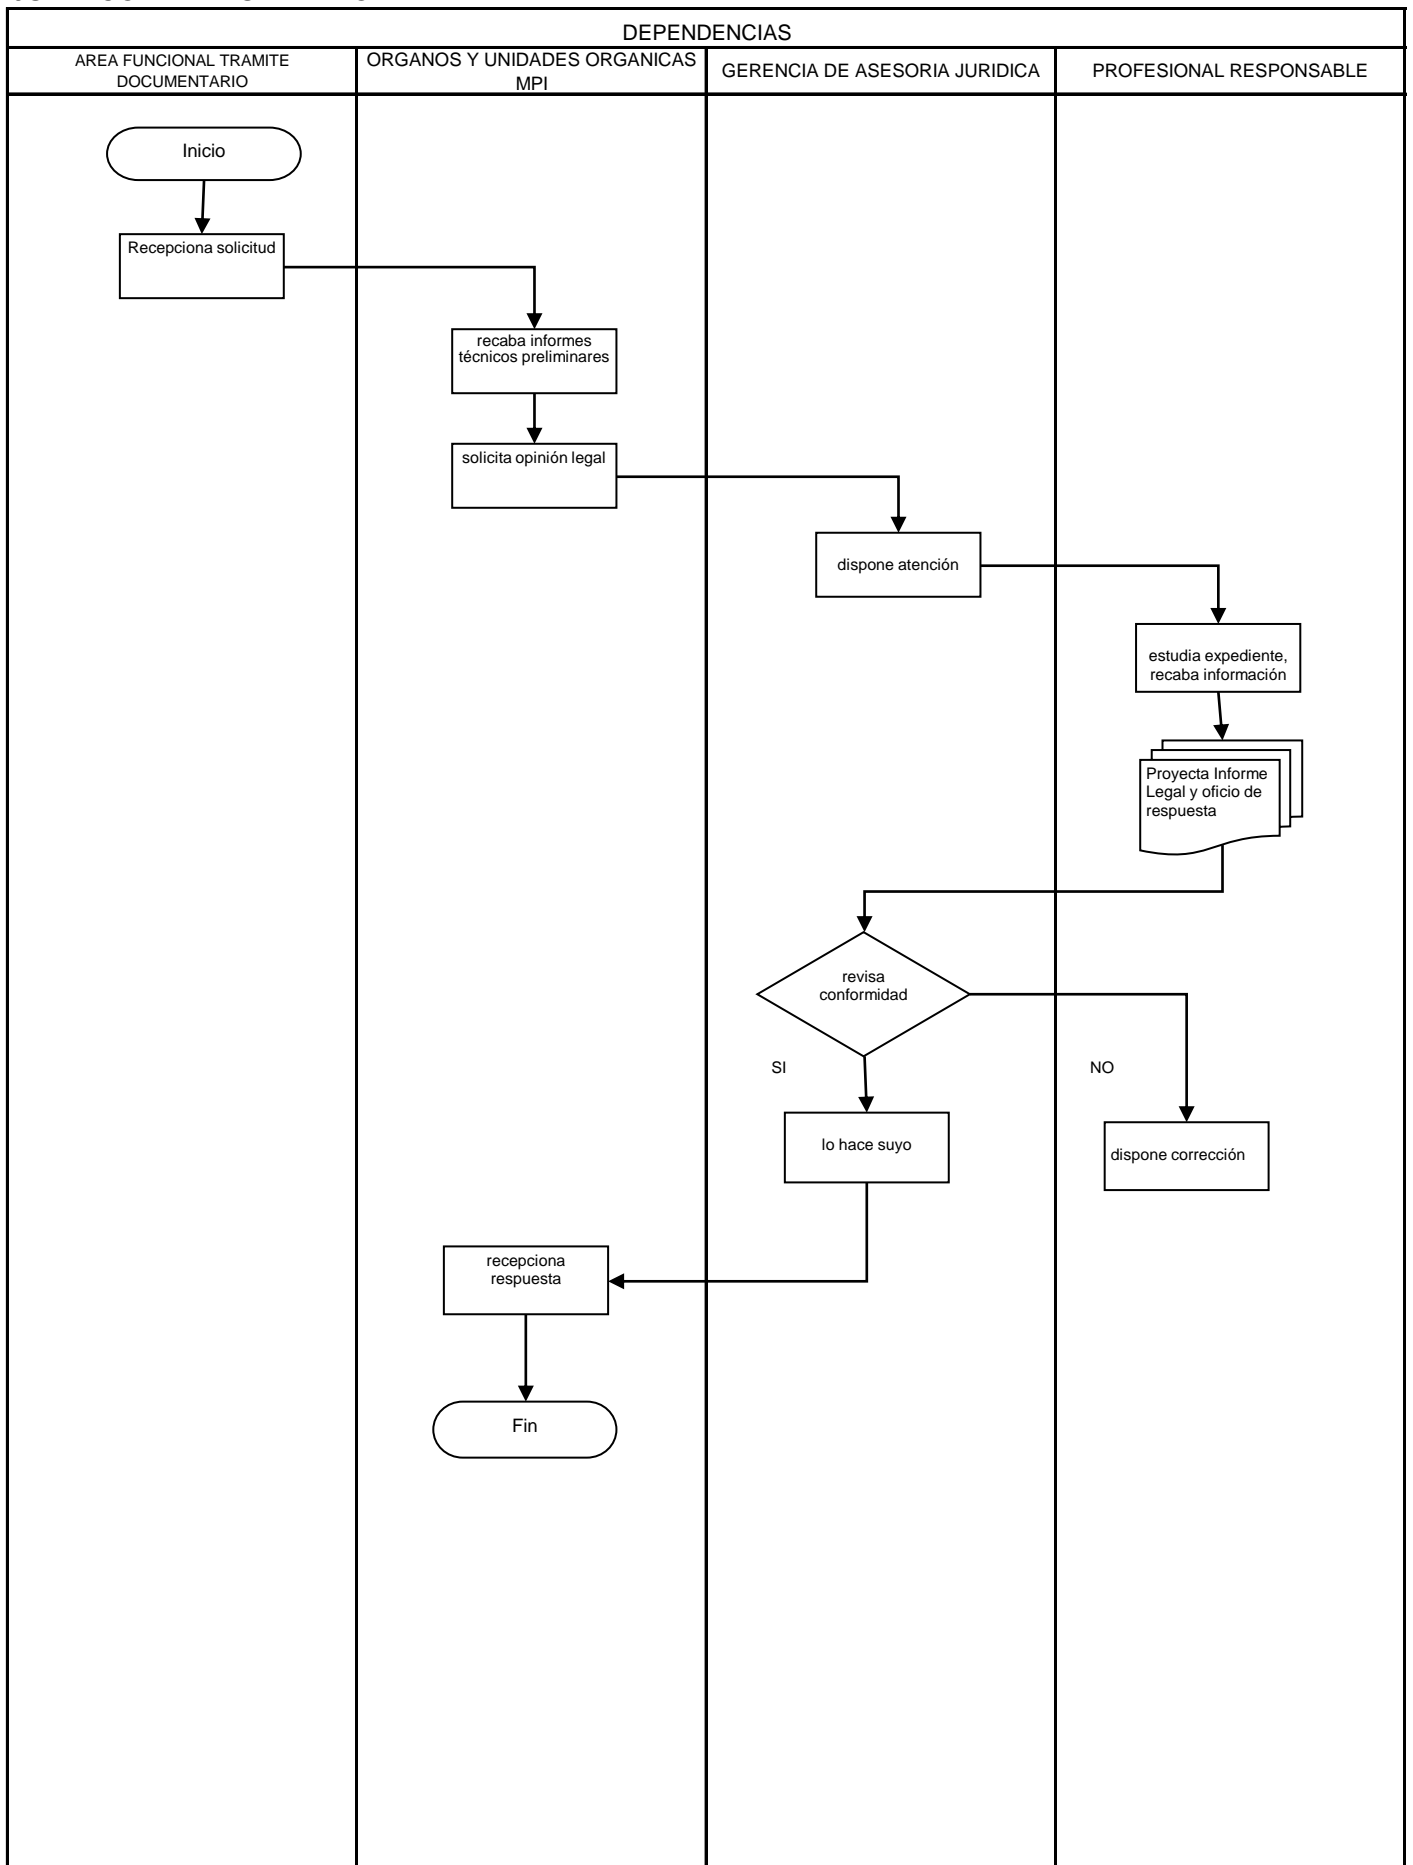 DEPENDENCIAS
AREA FUNCIONAL TRAMITE
DOCUMENTARIO
ORGANOS Y UNIDADES ORGANICAS
MPI
GERENCIA DE ASESORIA JURIDICA
PROFESIONAL RESPONSABLE
Inicio
Recepciona solicitud
recaba informes
técnicos preliminares
solicita opinión legal
dispone atención
estudia expediente,
recaba información
Proyecta Informe
Legal y oficio de
respuesta
revisa
conformidad
SI
NO
lo hace suyo
dispone corrección
recepciona
respuesta
Fin